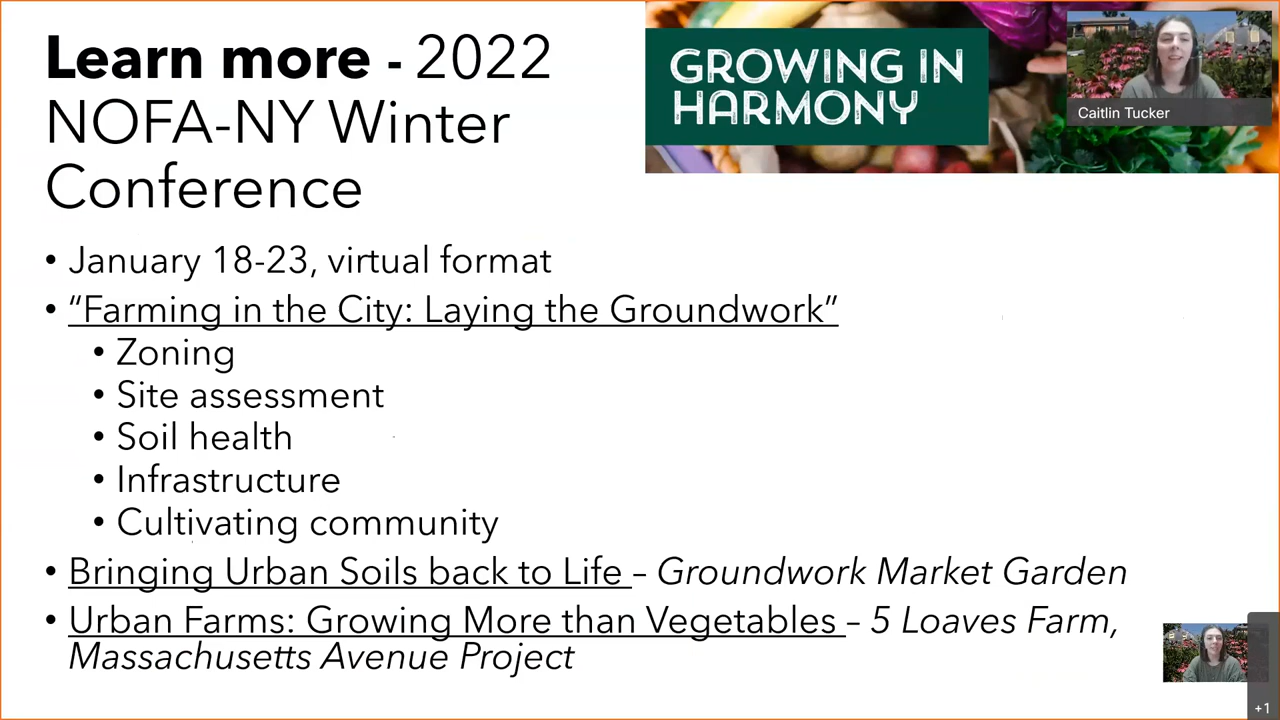 Learn more - 2022
NOFA-NY Winter
Conference
GROWING IN
HARMONY
Caitlin Tucker
• January 18-23, virtual format
• “Farming in the City: Laying the Groundwork”
• Zoning
• Site assessment
• Soil health
• Infrastructure
• Cultivating community
• Bringing Urban Soils back to Life – Groundwork Market Garden
• Urban Farms: Growing More than Vegetables – 5 Loaves Farm,
Massachusetts Avenue Project
+1